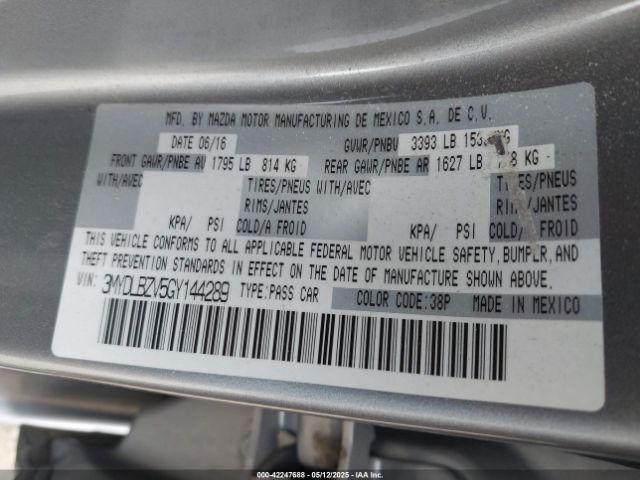 MFD. BY MAZDA MOTOR MANUFACTURING DE MEXICO S.A. DE C.V.
DATE 06/16 GVWR/PNBV 3393 LB KG
FRONT GAWR/PNBE AV 1795 LB 814 KG REAR GAWR/PNBE AR 1627 LB KG
WITH/AVEC TIRES/PNEUS WITH/AVEC TIRES/PNEUS
RIMS/JANTES RIMS/JANTES
KPA/ PSI COLD/A FROID KPA/ PSI COLD/A FROID
THIS VEHICLE CONFORMS TO ALL APPLICABLE FEDERAL MOTOR VEHICLE SAFETY, BUMPER, AND
THEFT PREVENTION STANDARDS IN EFFECT ON THE DATE OF MANUFACTURE SHOWN ABOVE.
VIN: 3MYDLBZV5GY144289 TYPE:PASS CAR COLOR CODE:38P MADE IN MEXICO
000-42247688 - 05/12/2025 - IAAI.COM